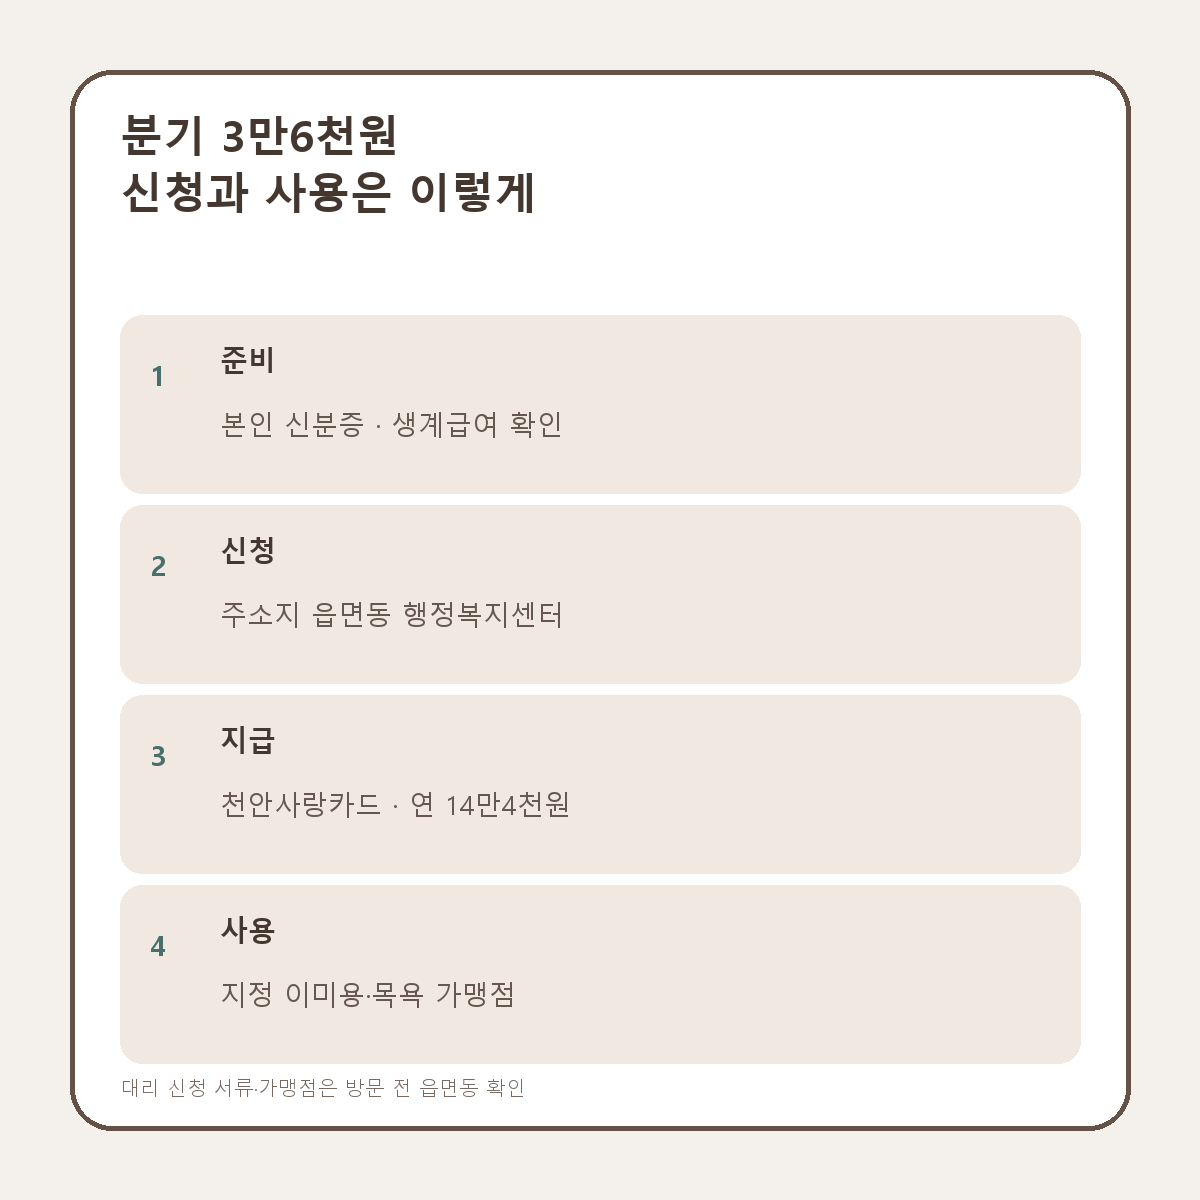 분기 3만6천원
신청과 사용은 이렇게
1
준비
본인 신분증 · 생계급여 확인
2
신청
주소지 읍면동 행정복지센터
3
지급
천안사랑카드 · 연 14만4천원
4
사용
지정 이미용·목욕 가맹점
대리 신청 서류·가맹점은 방문 전 읍면동 확인